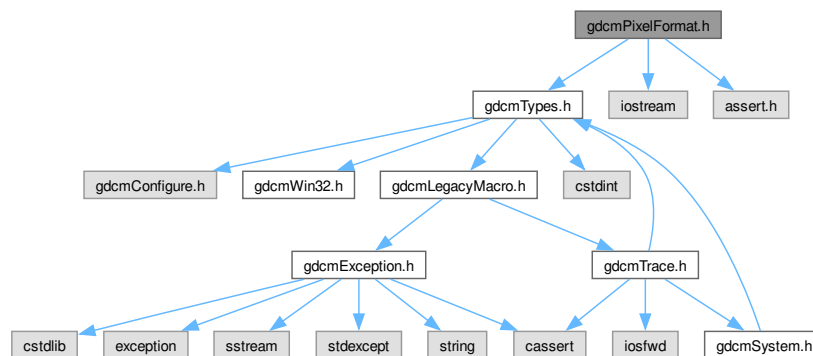 gdcmPixelFormat.h
gdcmTypes.h
iostream
assert.h
gdcmConfigure.h
gdcmWin32.h
gdcmLegacyMacro.h
cstdint
gdcmException.h
gdcmTrace.h
cstdlib
exception
sstream
stdexcept
string
cassert
iosfwd
gdcmSystem.h